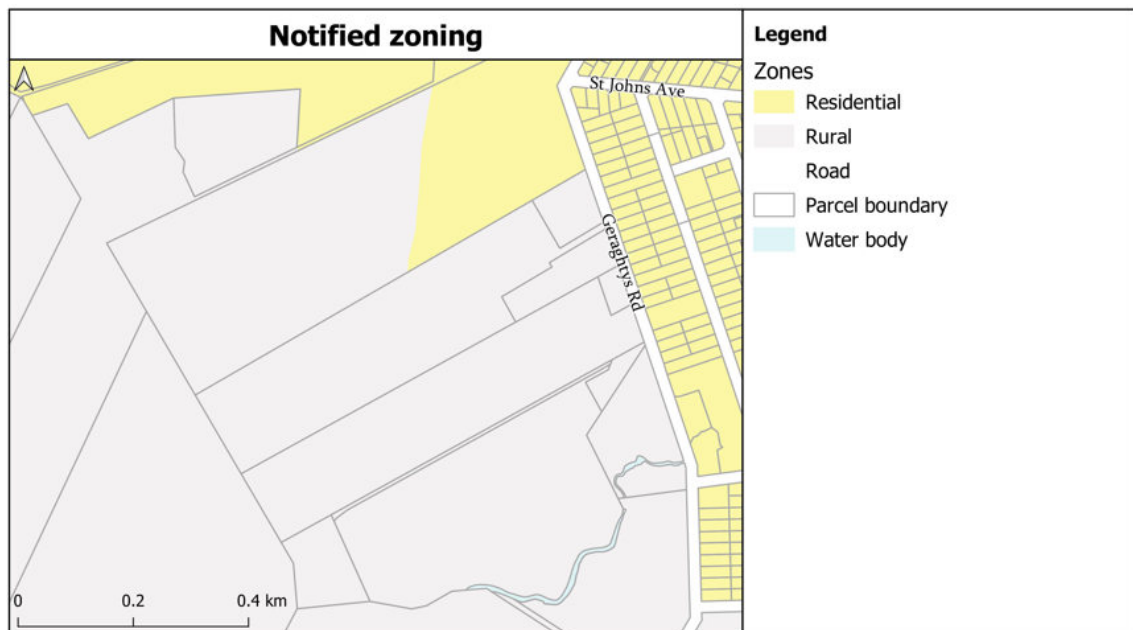 Notified zoning
St Johns Ave
Geraghtys Rd
0 0.2 0.4 km
Legend
Zones
Residential
Rural
Road
Parcel boundary
Water body